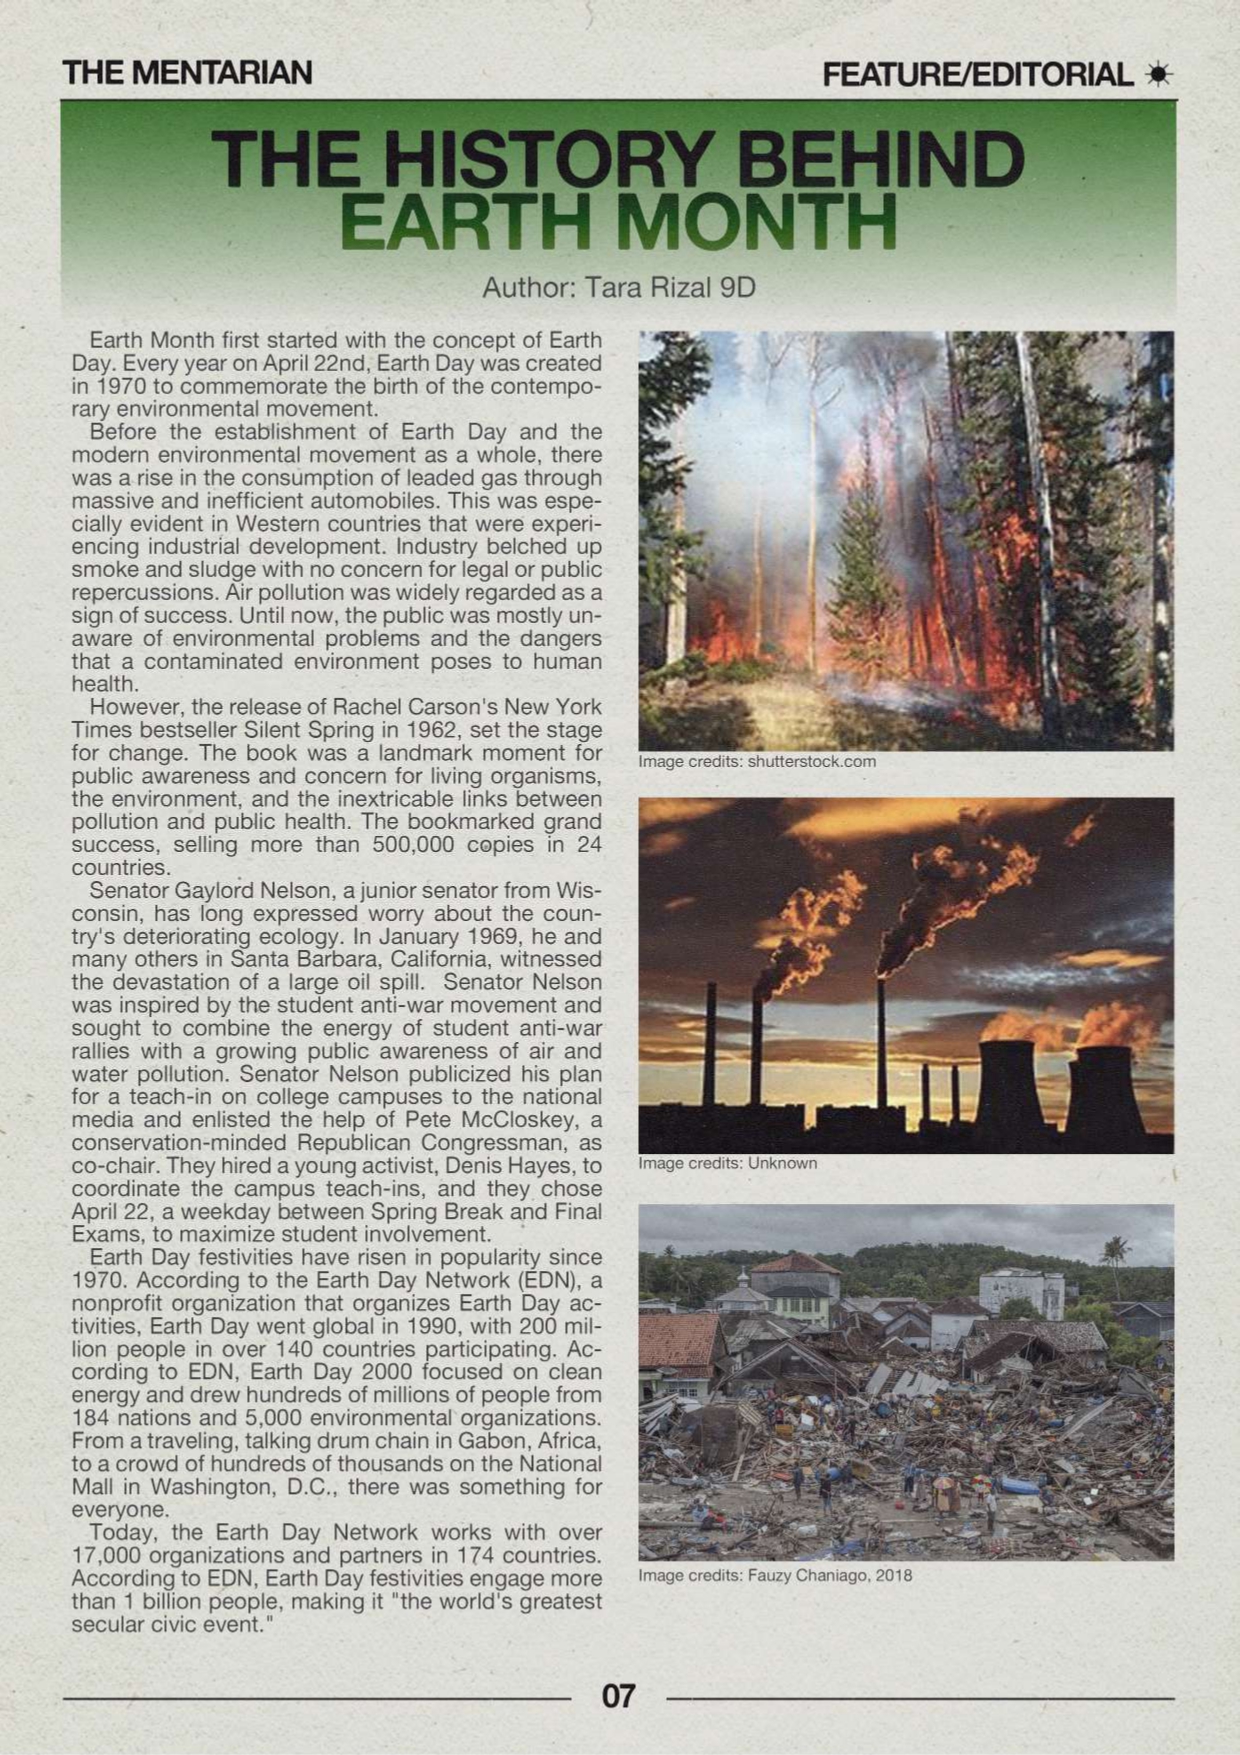 THE MENTARIAN
FEATURE/EDITORIAL
THE HISTORY BEHIND
EARTH MONTH
Author: Tara Rizal 9D
Earth Month first started with the concept of Earth
Day. Every year on April 22nd, Earth Day was created
in 1970 to commemorate the birth of the contempo-
rary environmental movement.
Before the establishment of Earth Day and the
modern environmental movement as a whole, there
was a rise in the consumption of leaded gas through
massive and inefficient automobiles. This was espe-
cially evident in Western countries that were experi-
encing industrial development. Industry belched up
smoke and sludge with no concern for legal or public
repercussions. Air pollution was widely regarded as a
sign of success. Until now, the public was mostly un-
aware of environmental problems and the dangers
that a contaminated environment poses to human
health.
However, the release of Rachel Carson's New York
Times bestseller Silent Spring in 1962, set the stage
for change. The book was a landmark moment for
public awareness and concern for living organisms,
the environment, and the inextricable links between
pollution and public health. The bookmarked grand
success, selling more than 500,000 copies in 24
countries.
Senator Gaylord Nelson, a junior senator from Wis-
consin, has long expressed worry about the coun-
try's deteriorating ecology. In January 1969, he and
many others in Santa Barbara, California, witnessed
the devastation of a large oil spill. Senator Nelson
was inspired by the student anti-war movement and
sought to combine the energy of student anti-war
rallies with a growing public awareness of air and
water pollution. Senator Nelson publicized his plan
for a teach-in on college campuses to the national
media and enlisted the help of Pete McCloskey, a
conservation-minded Republican Congressman, as
co-chair. They hired a young activist, Denis Hayes, to
coordinate the campus teach-ins, and they chose
April 22, a weekday between Spring Break and Final
Exams, to maximize student involvement.
Earth Day festivities have risen in popularity since
1970. According to the Earth Day Network (EDN), a
nonprofit organization that organizes Earth Day ac-
tivities, Earth Day went global in 1990, with 200 mil-
lion people in over 140 countries participating. Ac-
cording to EDN, Earth Day 2000 focused on clean
energy and drew hundreds of millions of people from
184 nations and 5,000 environmental organizations.
From a traveling, talking drum chain in Gabon, Africa,
to a crowd of hundreds of thousands on the National
Mall in Washington, D.C., there was something for
everyone.
Today, the Earth Day Network works with over
17,000 organizations and partners in 174 countries.
According to EDN, Earth Day festivities engage more
than 1 billion people, making it "the world's greatest
secular civic event."
Image credits: shutterstock.com
Image credits: Unknown
Image credits: Fauzy Chaniago, 2018
07